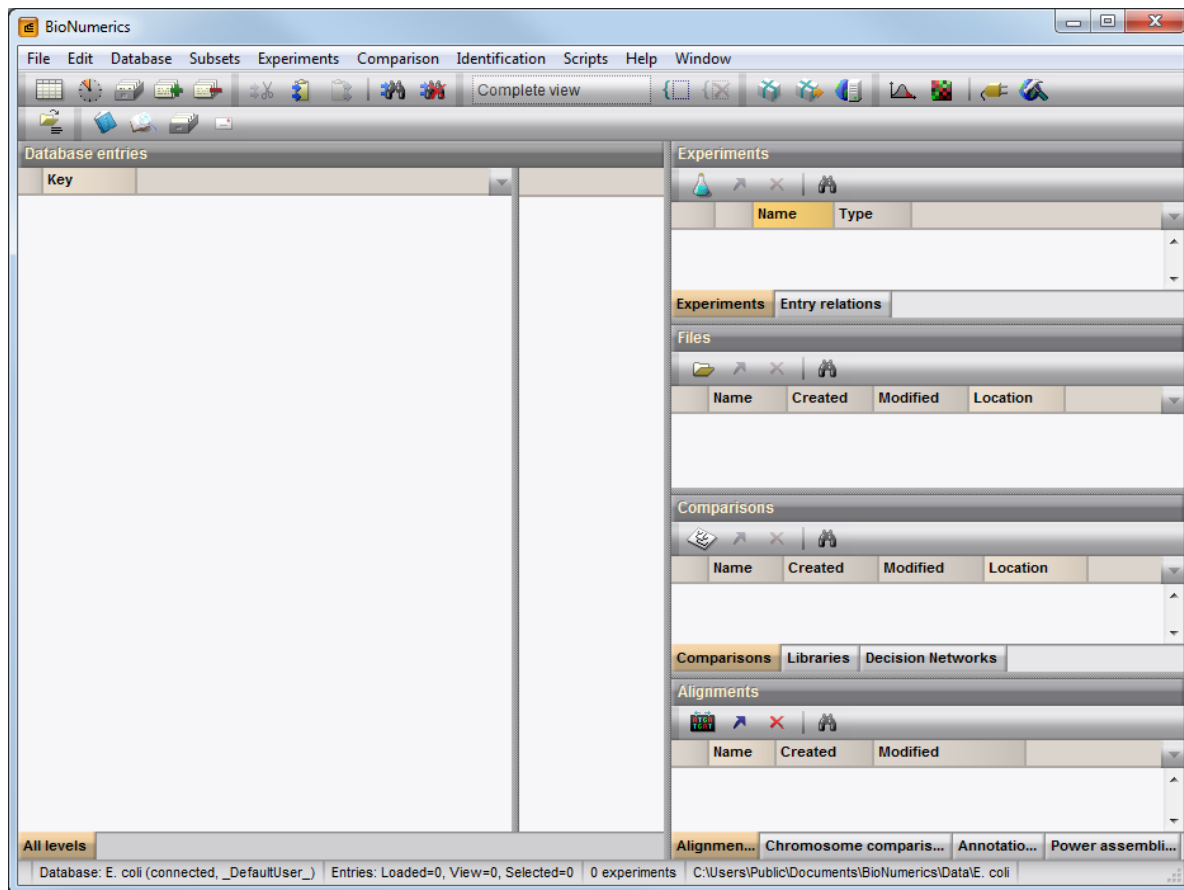 BioNumerics
File Edit Database Subsets Experiments Comparison Identification Scripts Help Window
Complete view
Database entries
Key
All levels
Experiments
Name Type
Experiments Entry relations
Files
Name Created Modified Location
Comparisons
Name Created Modified Location
Comparisons Libraries Decision Networks
Alignments
Name Created Modified
Alignmen... Chromosome comparis... Annotatio... Power assembli...
Database: E. coli (connected, _DefaultUser_) Entries: Loaded=0, View=0, Selected=0 0 experiments C:\Users\Public\Documents\BioNumerics\Data\E. coli